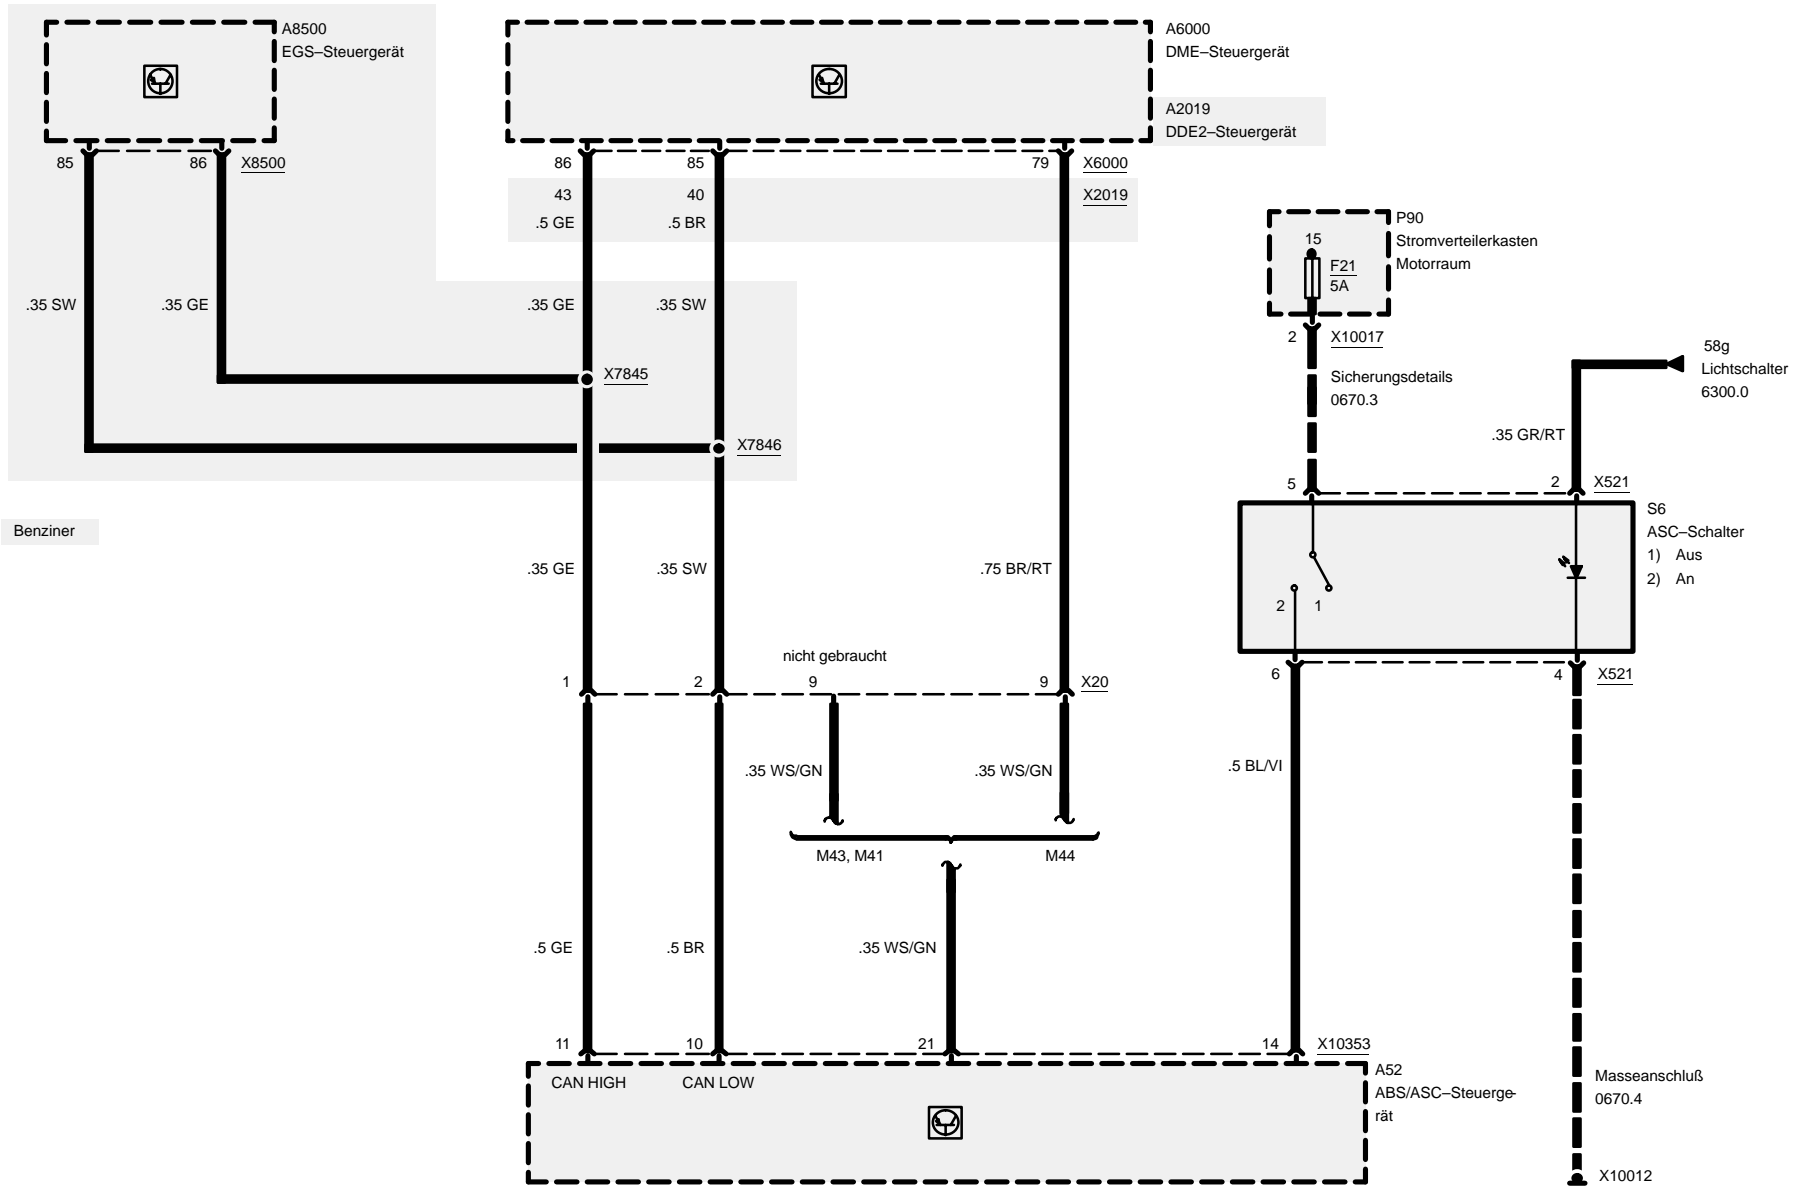 A8500
EGS–Steuergerät
A6000
DME–Steuergerät
A2019
DDE2–Steuergerät
85
86
X8500
86
85
79
X6000
43
40
X2019
.5 GE
.5 BR
P90
Stromverteilerkasten
Motorraum
15
F21
5A
.35 SW
.35 GE
.35 GE
.35 SW
2
X10017
58g
Lichtschalter
6300.0
Sicherungsdetails
0670.3
X7845
X7846
.35 GR/RT
5
2
X521
Benziner
S6
ASC–Schalter
1) Aus
2) An
.35 GE
.35 SW
.75 BR/RT
2
1
nicht gebraucht
1
2
9
9
X20
6
4
X521
.35 WS/GN
.35 WS/GN
.5 BL/VI
M43, M41
M44
.5 GE
.5 BR
.35 WS/GN
11
10
21
14
X10353
CAN HIGH
CAN LOW
A52
ABS/ASC–Steuerge-
rät
Masseanschluß
0670.4
X10012